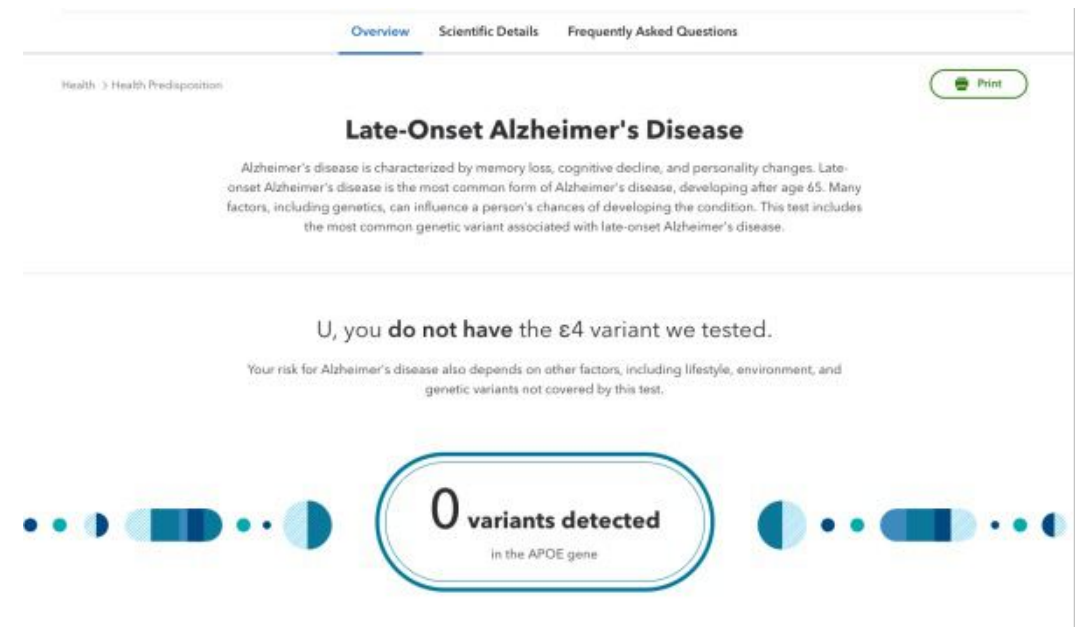 Overview Scientific Details Frequently Asked Questions
Health > Health Predisposition
Print
Late-Onset Alzheimer's Disease
Alzheimer's disease is characterized by memory loss, cognitive decline, and personality changes. Late-
onset Alzheimer's disease is the most common form of Alzheimer's disease, developing after age 65. Many
factors, including genetics, can influence a person's chances of developing the condition. This test includes
the most common genetic variant associated with late-onset Alzheimer's disease.
U, you do not have the ε4 variant we tested.
Your risk for Alzheimer's disease also depends on other factors, including lifestyle, environment, and
genetic variants not covered by this test.
0 variants detected
in the APOE gene